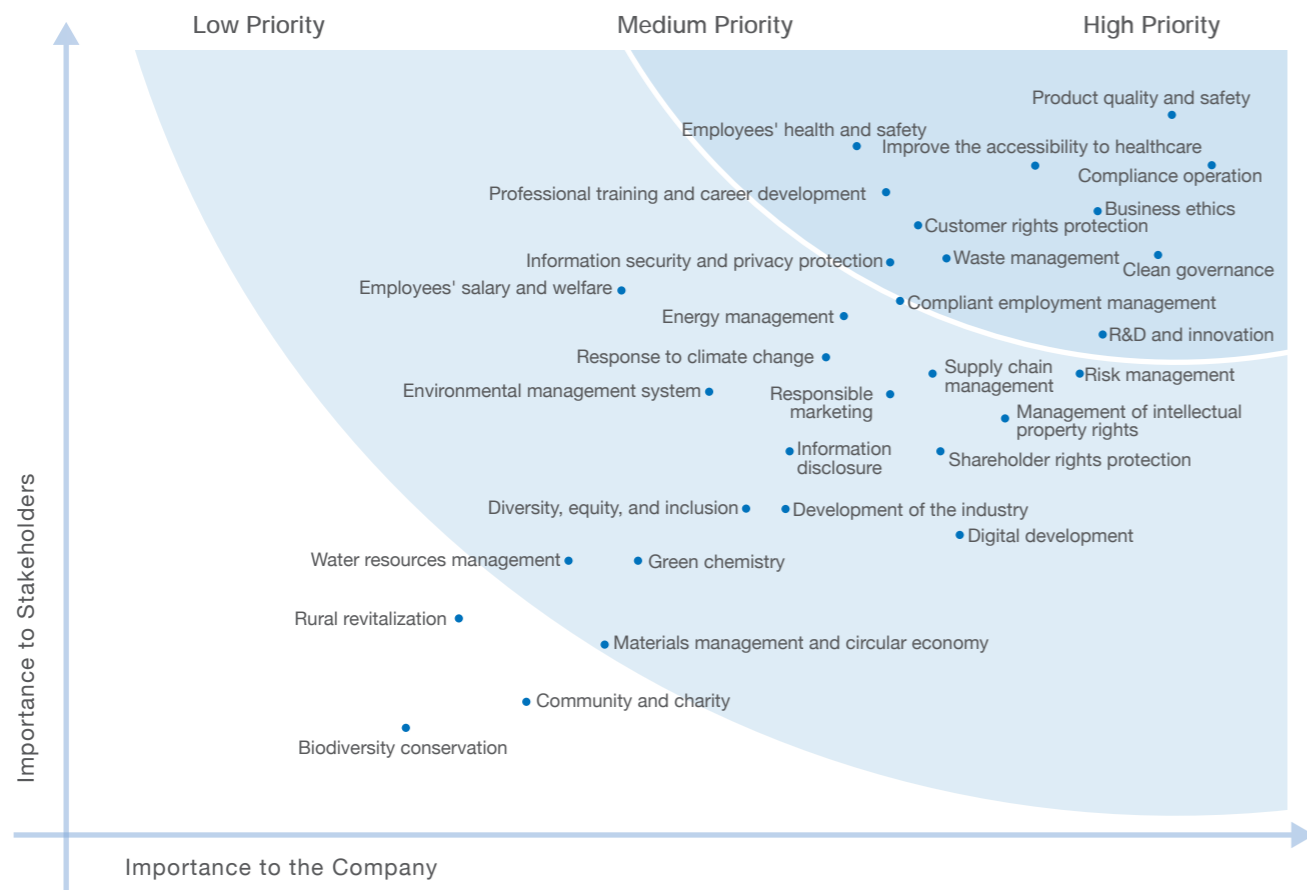 Low Priority
Medium Priority
High Priority
Product quality and safety
Employees' health and safety
Improve the accessibility to healthcare
Compliance operation
Professional training and career development
Business ethics
Customer rights protection
Information security and privacy protection
Waste management
Clean governance
Employees' salary and welfare
Compliant employment management
Energy management
R&D and innovation
Response to climate change
Supply chain
management
Risk management
Environmental management system
Responsible
marketing
Management of intellectual
property rights
Information
disclosure
Shareholder rights protection
Diversity, equity, and inclusion
Development of the industry
Digital development
Water resources management
Green chemistry
Rural revitalization
Materials management and circular economy
Community and charity
Biodiversity conservation
Importance to Stakeholders
Importance to the Company